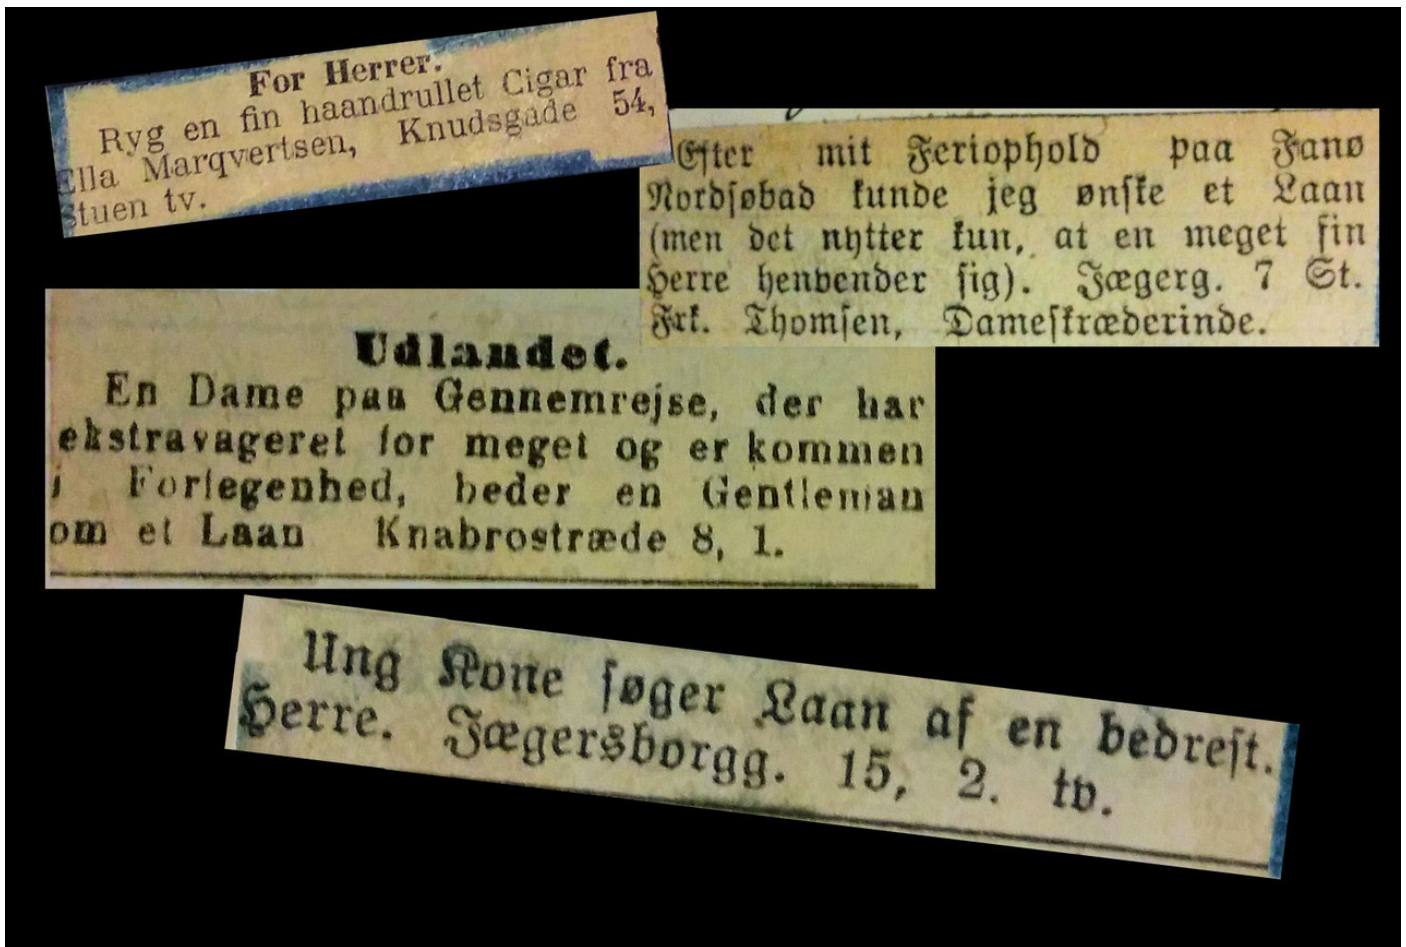 For Herrer.
Ryg en fin haandrullet Cigar fra
Ella Marqvertsen, Knudsgade 54,
stuen tv.
Efter mit Feriophold paa Fanø
Nordsøbad kunde jeg ønske et Laan
(men det nytter kun, at en meget fin
Herre henvender sig). Jægerg. 7 St.
Frk. Thomsen, Dameskræderinde.
Udlandet.
En Dame paa Gennemrejse, der har
ekstravageret for meget og er kommen
i Forlegenhed, beder en Gentleman
om et Laan Knabrostræde 8, 1.
Ung Kone søger Laan af en bedrest.
Herre. Jægersborgg. 15, 2. tv.